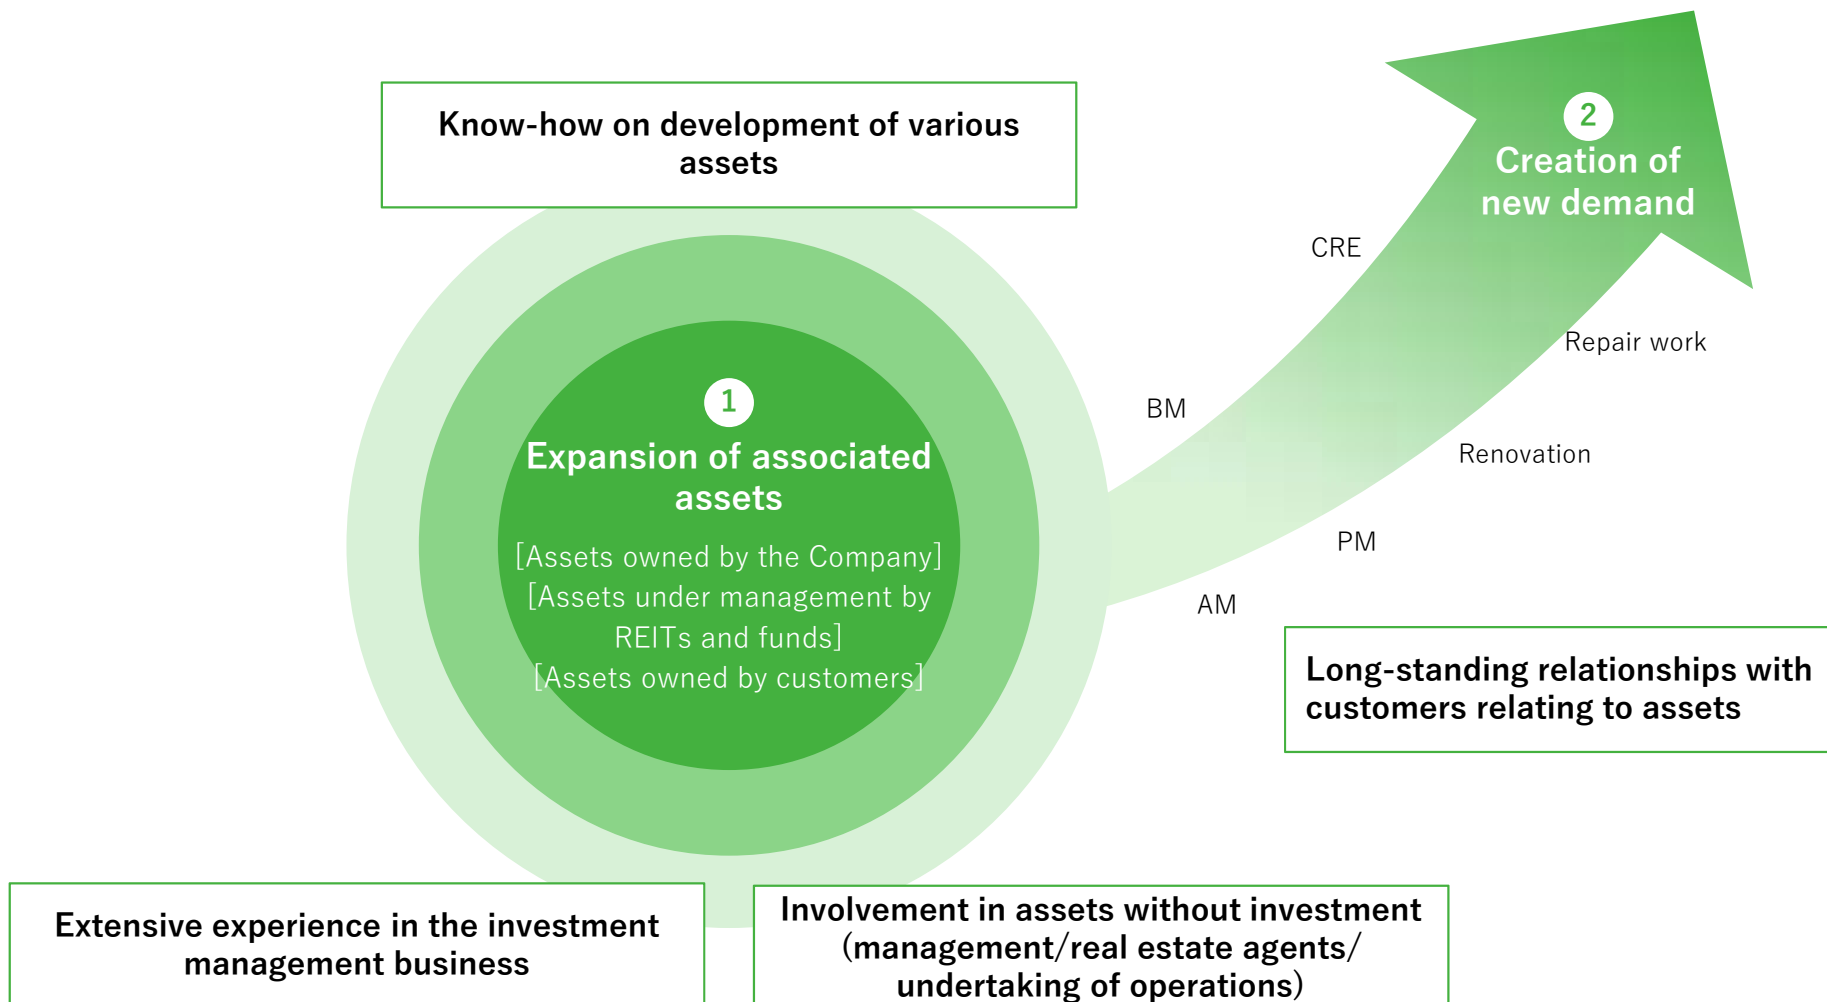 Know-how on development of various
assets
2
Creation of
new demand
CRE
Repair work
BM
Renovation
PM
AM
1
Expansion of associated
assets
[Assets owned by the Company]
[Assets under management by
REITs and funds]
[Assets owned by customers]
Long-standing relationships with
customers relating to assets
Extensive experience in the investment
management business
Involvement in assets without investment
(management/real estate agents/
undertaking of operations)